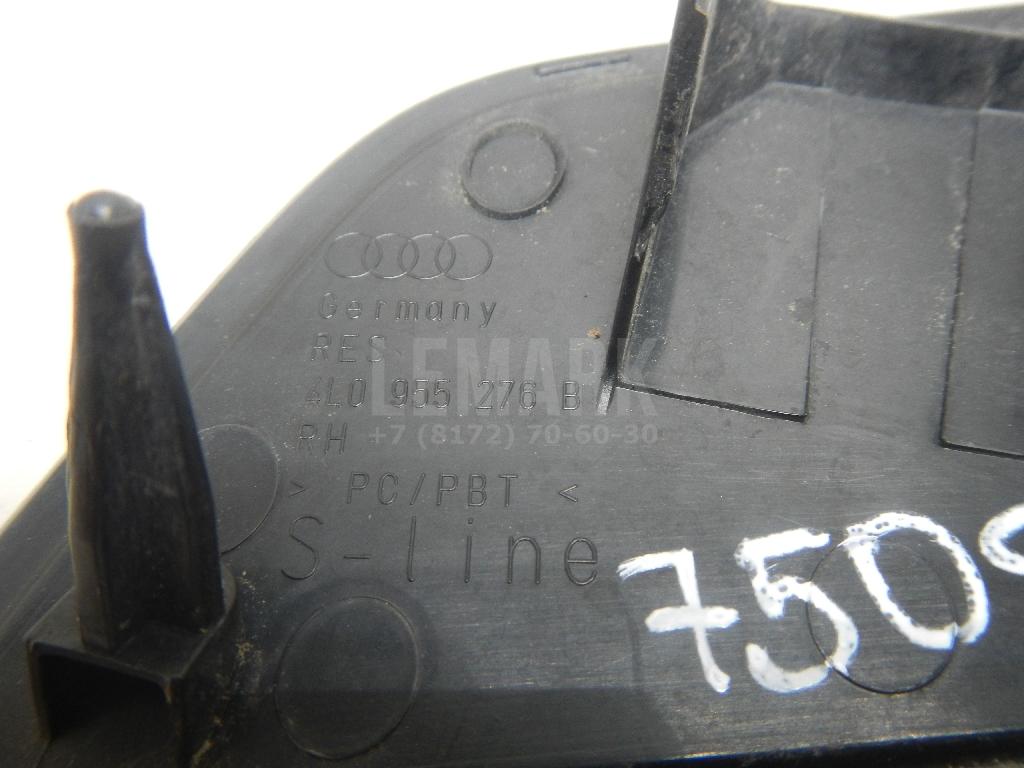 Germany
RES
4L0 955 276 B
RH
> PC/PBT <
S-line
750
LEMARK
+7 (8172) 70-60-30